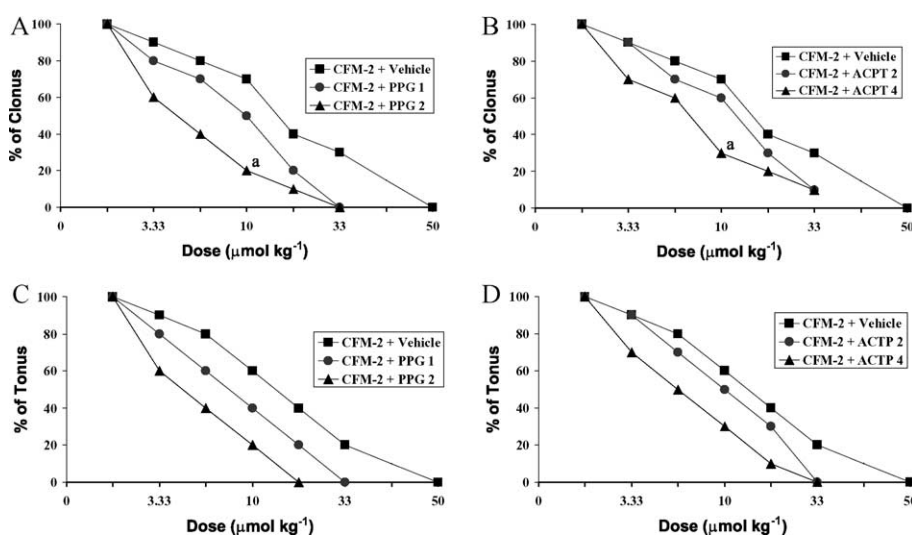 A
100
80
60
40
20
0
% of Clonus
CFM-2 + Vehicle
CFM-2 + PPG 1
CFM-2 + PPG 2
a
0 3.33 10 33 50
Dose (μmol kg⁻¹)
B
100
80
60
40
20
0
% of Clonus
CFM-2 + Vehicle
CFM-2 + ACPT 2
CFM-2 + ACPT 4
a
0 3.33 10 33 50
Dose (μmol kg⁻¹)
C
100
80
60
40
20
0
% of Tonus
CFM-2 + Vehicle
CFM-2 + PPG 1
CFM-2 + PPG 2
0 3.33 10 33 50
Dose (μmol kg⁻¹)
D
100
80
60
40
20
0
% of Tonus
CFM-2 + Vehicle
CFM-2 + ACTP 2
CFM-2 + ACTP 4
0 3.33 10 33 50
Dose (μmol kg⁻¹)